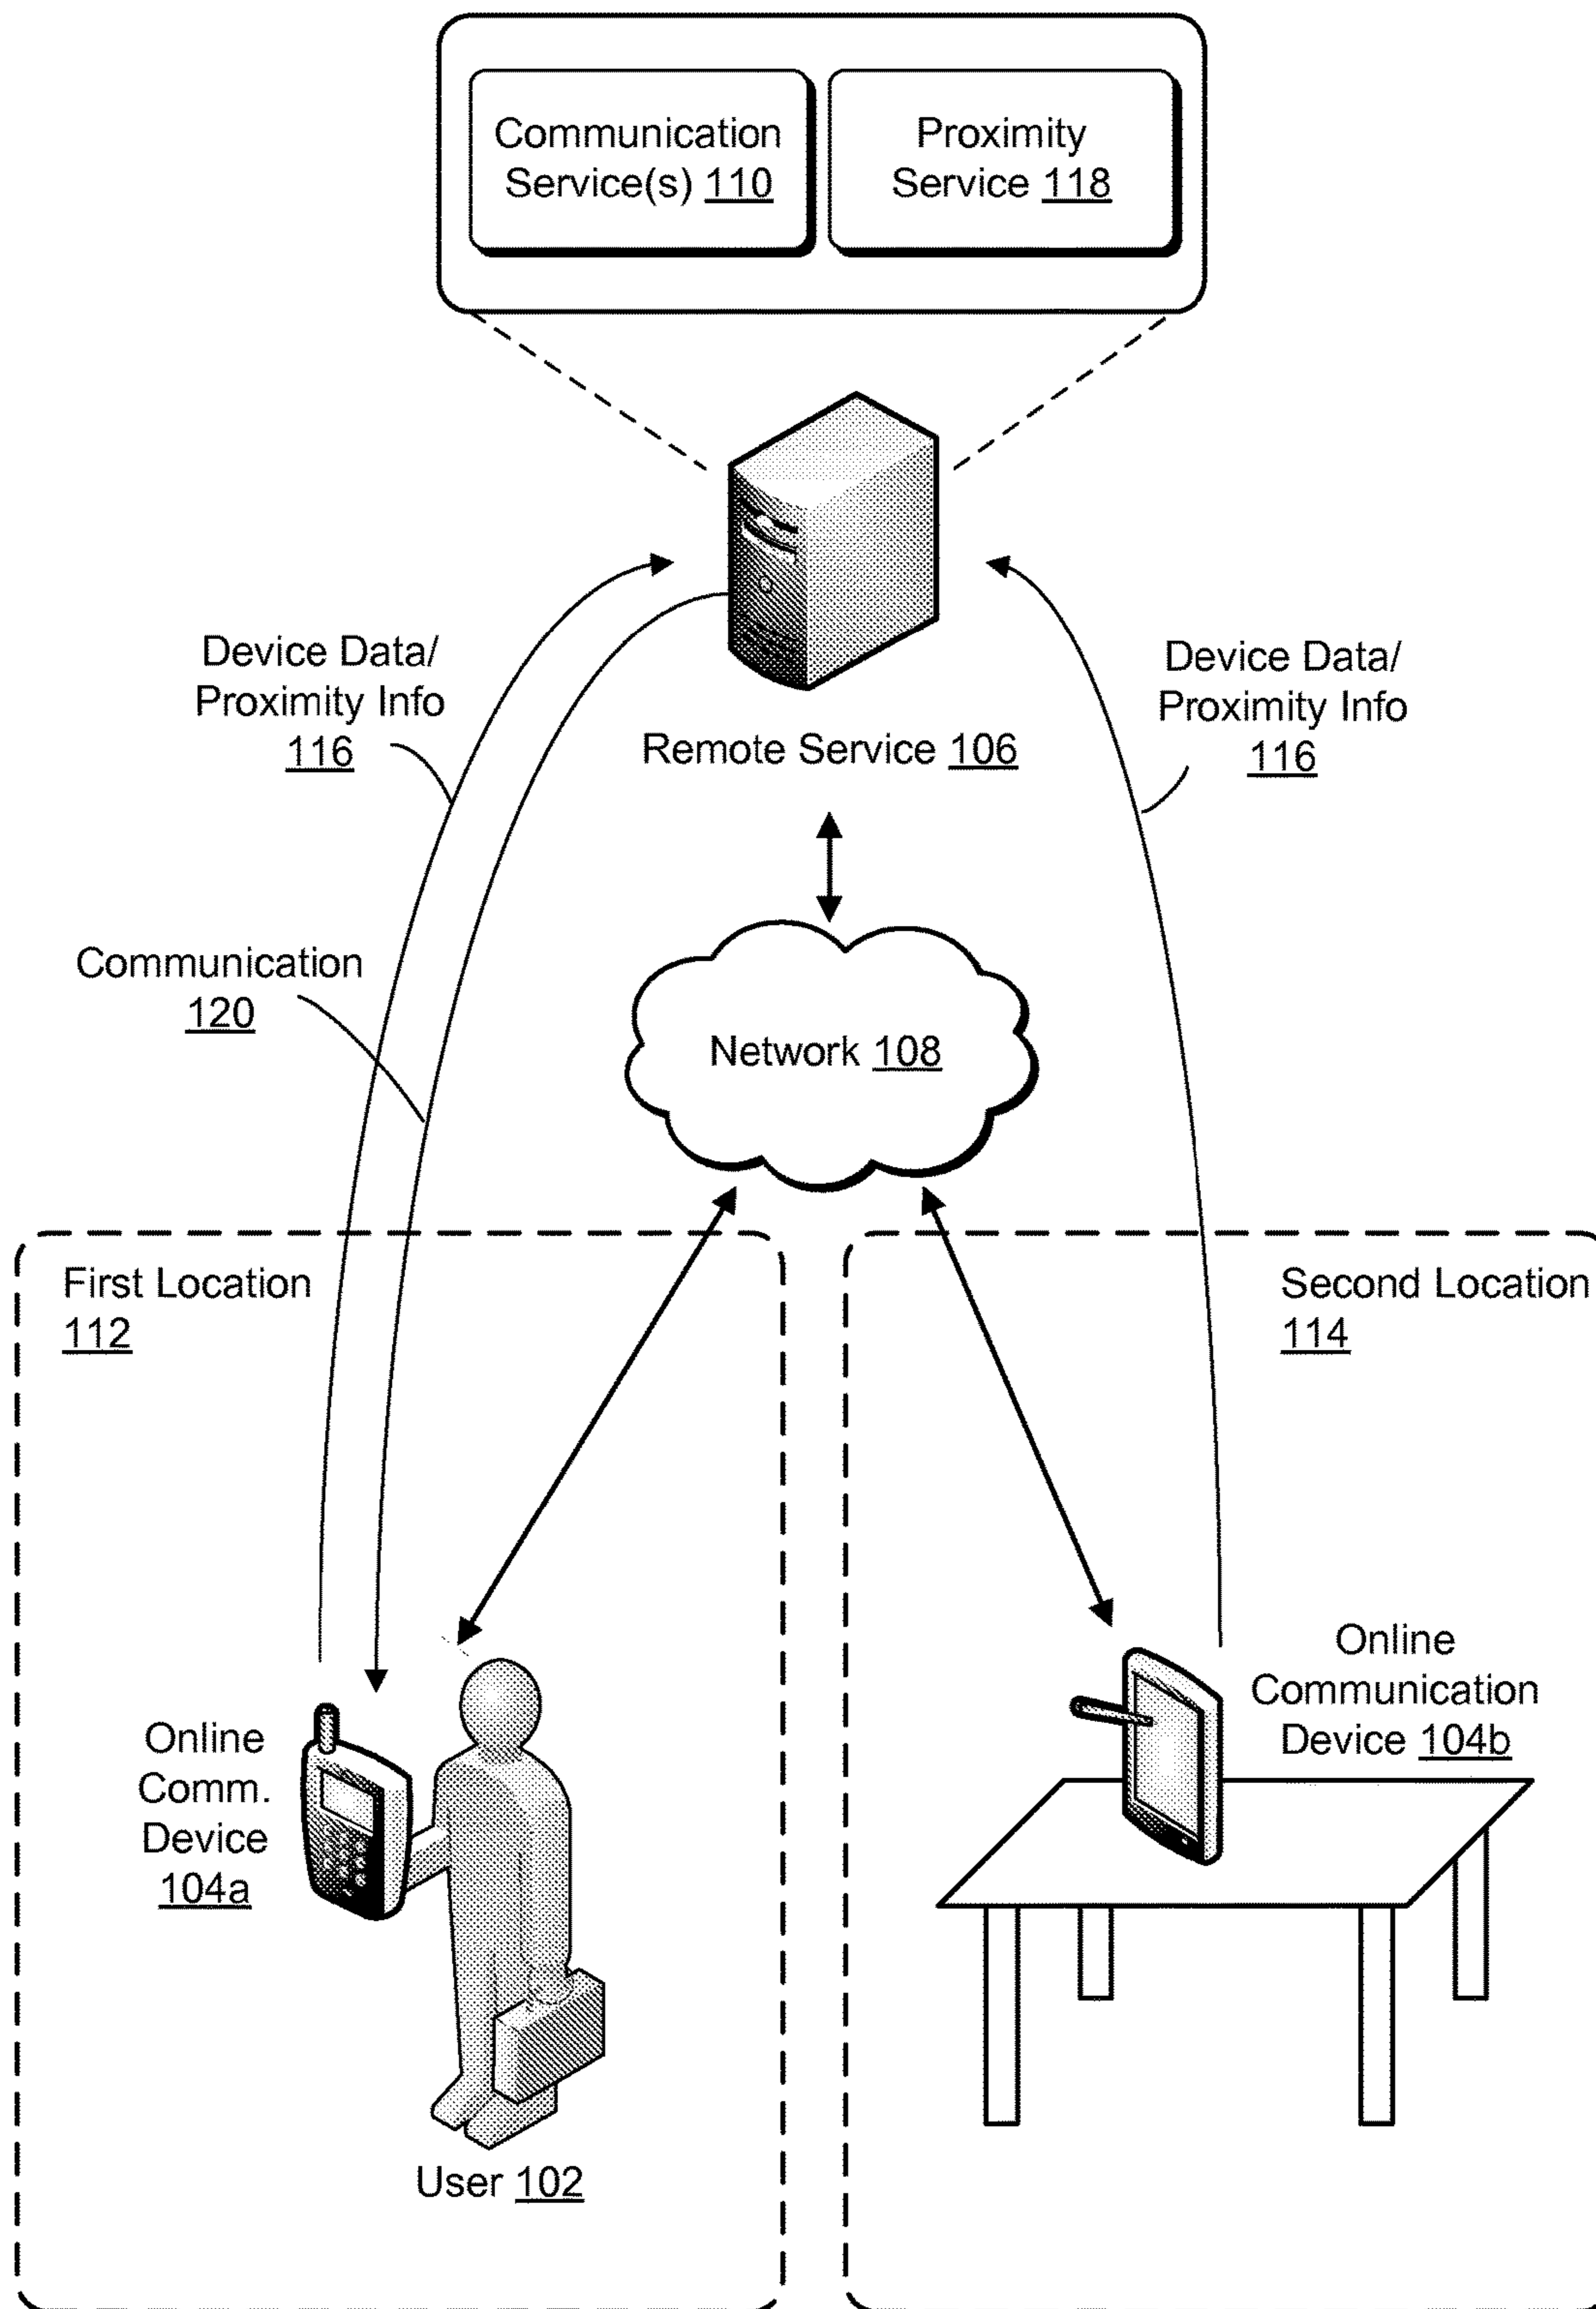 Communication
Service(s) 110
Proximity
Service 118
Device Data/
Proximity Info
116
Remote Service 106
Device Data/
Proximity Info
116
Communication
120
Network 108
First Location
112
Second Location
114
Online
Comm.
Device
104a
Online
Communication
Device 104b
User 102